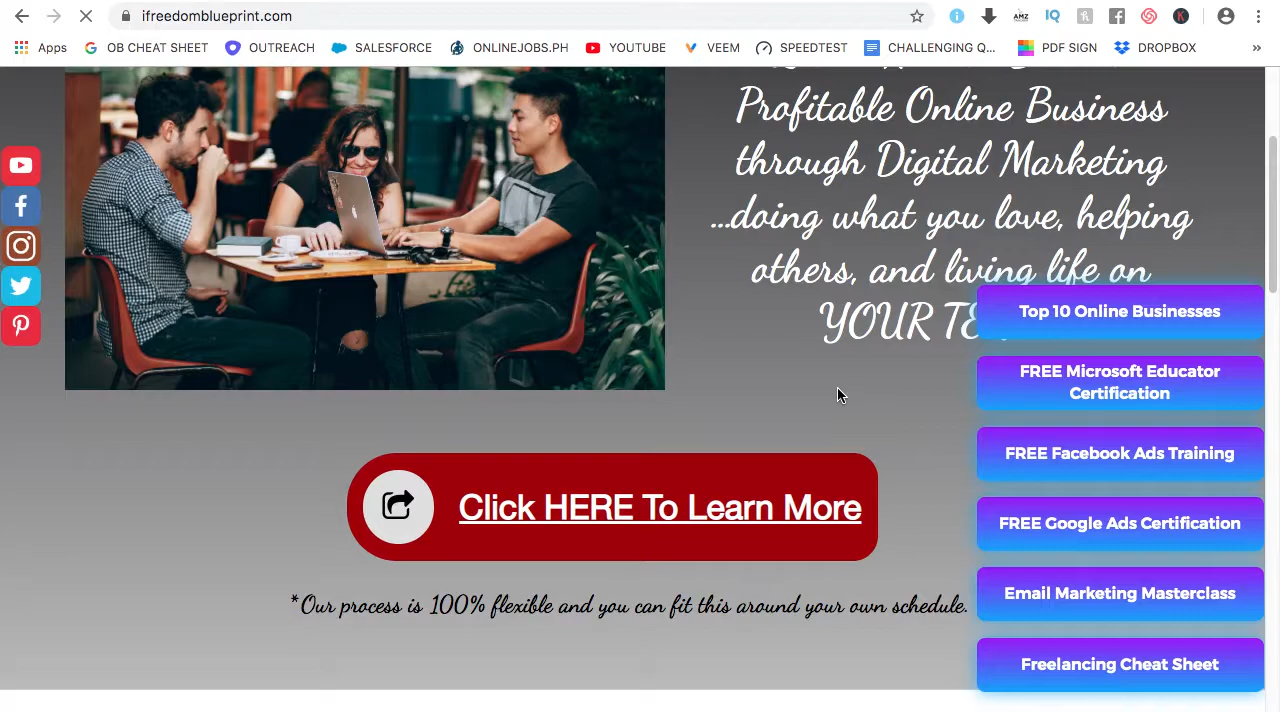 ifreedomblueprint.com
Apps OB CHEAT SHEET OUTREACH SALESFORCE ONLINEJOBS.PH YOUTUBE VEEM SPEEDTEST CHALLENGING Q... PDF SIGN DROPBOX »
Profitable Online Business
through Digital Marketing
...doing what you love, helping
others, and living life on
YOUR
Top 10 Online Businesses
FREE Microsoft Educator
Certification
FREE Facebook Ads Training
FREE Google Ads Certification
Email Marketing Masterclass
Freelancing Cheat Sheet
Click HERE To Learn More
*Our process is 100% flexible and you can fit this around your own schedule.